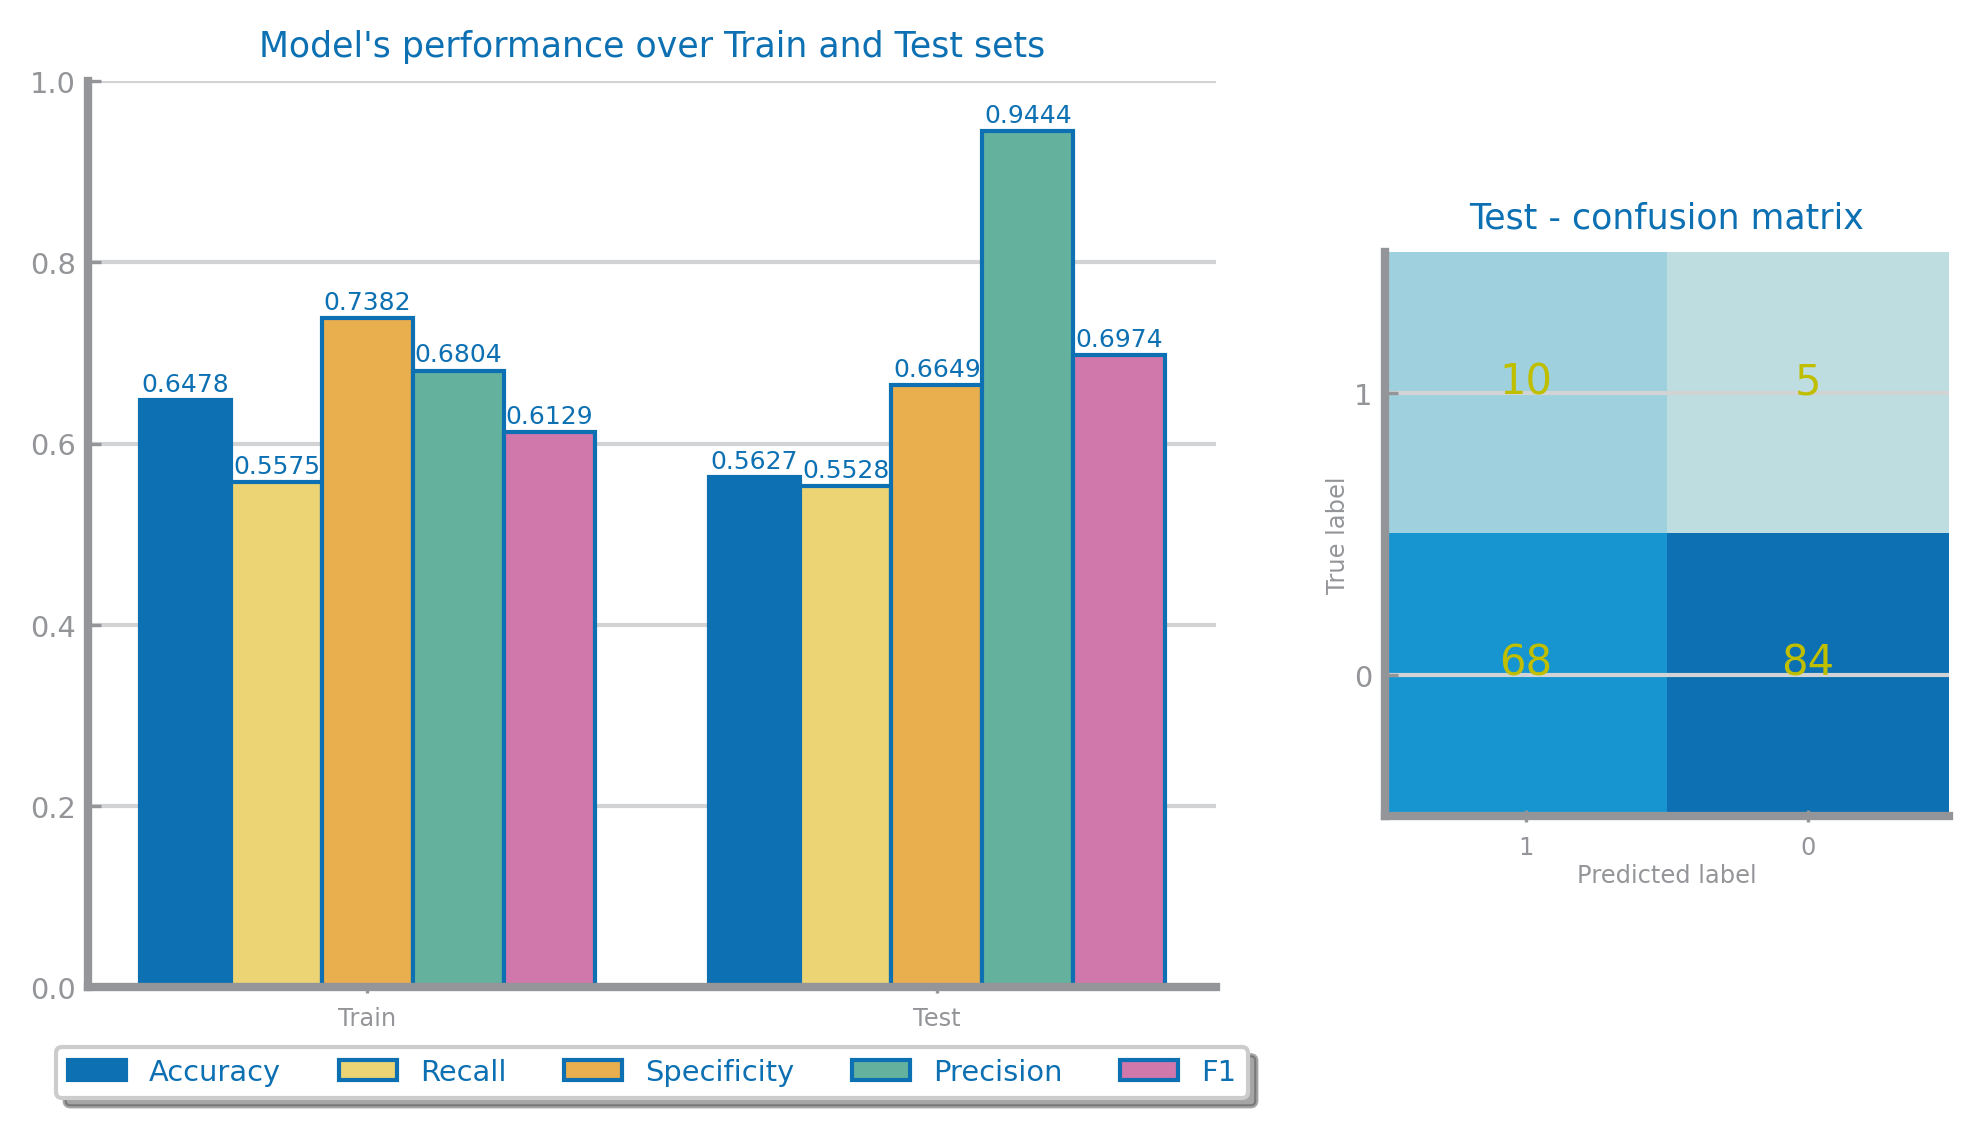 Model's performance over Train and Test sets
1.0
0.8
0.6
0.4
0.2
0.0
0.6478
0.5575
0.7382
0.6804
0.6129
0.5627
0.5528
0.6649
0.9444
0.6974
Train
Test
Accuracy
Recall
Specificity
Precision
F1
Test - confusion matrix
True label
1
0
10
5
68
84
1
0
Predicted label